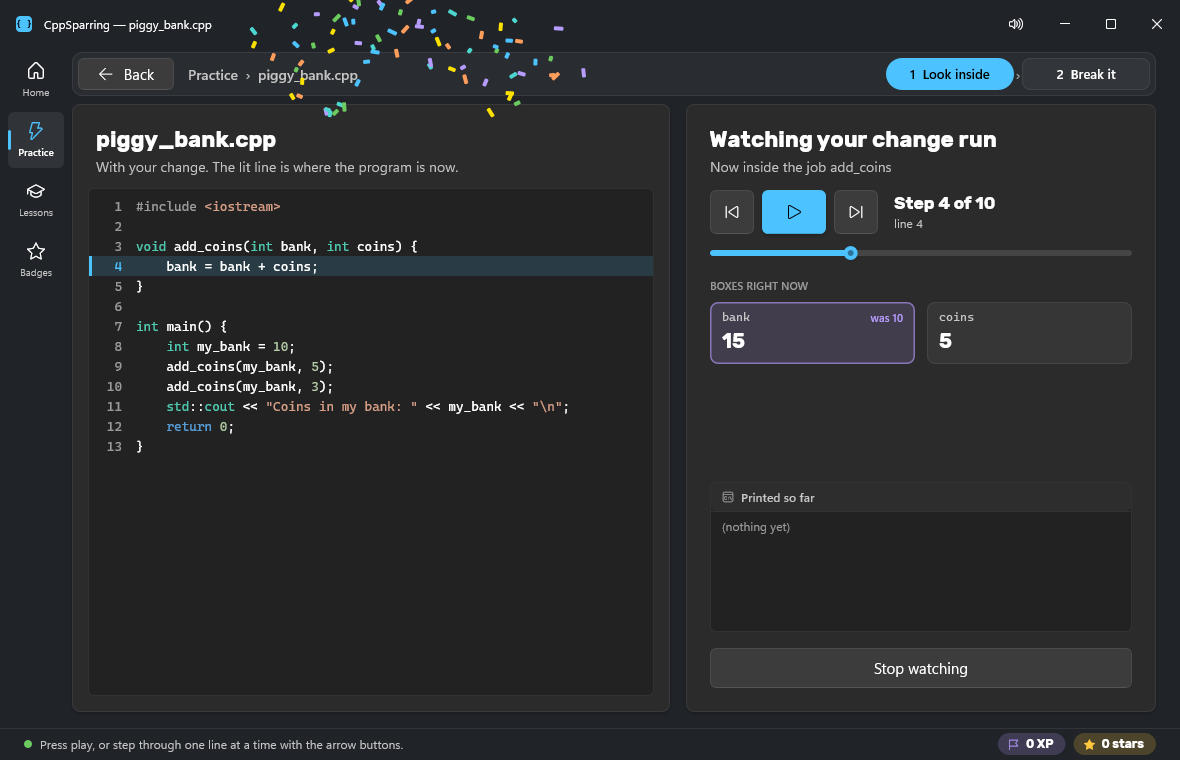 CppSparring — piggy_bank.cpp
Home
Practice
Lessons
Badges
Back
Practice › piggy_bank.cpp
1 Look inside › 2 Break it
piggy_bank.cpp
With your change. The lit line is where the program is now.
1 #include <iostream>
2
3 void add_coins(int bank, int coins) {
4     bank = bank + coins;
5 }
6
7 int main() {
8     int my_bank = 10;
9     add_coins(my_bank, 5);
10     add_coins(my_bank, 3);
11     std::cout << "Coins in my bank: " << my_bank << "\n";
12     return 0;
13 }
Watching your change run
Now inside the job add_coins
Step 4 of 10
line 4
BOXES RIGHT NOW
bank was 10
15
coins
5
Printed so far
(nothing yet)
Stop watching
Press play, or step through one line at a time with the arrow buttons.
0 XP
0 stars